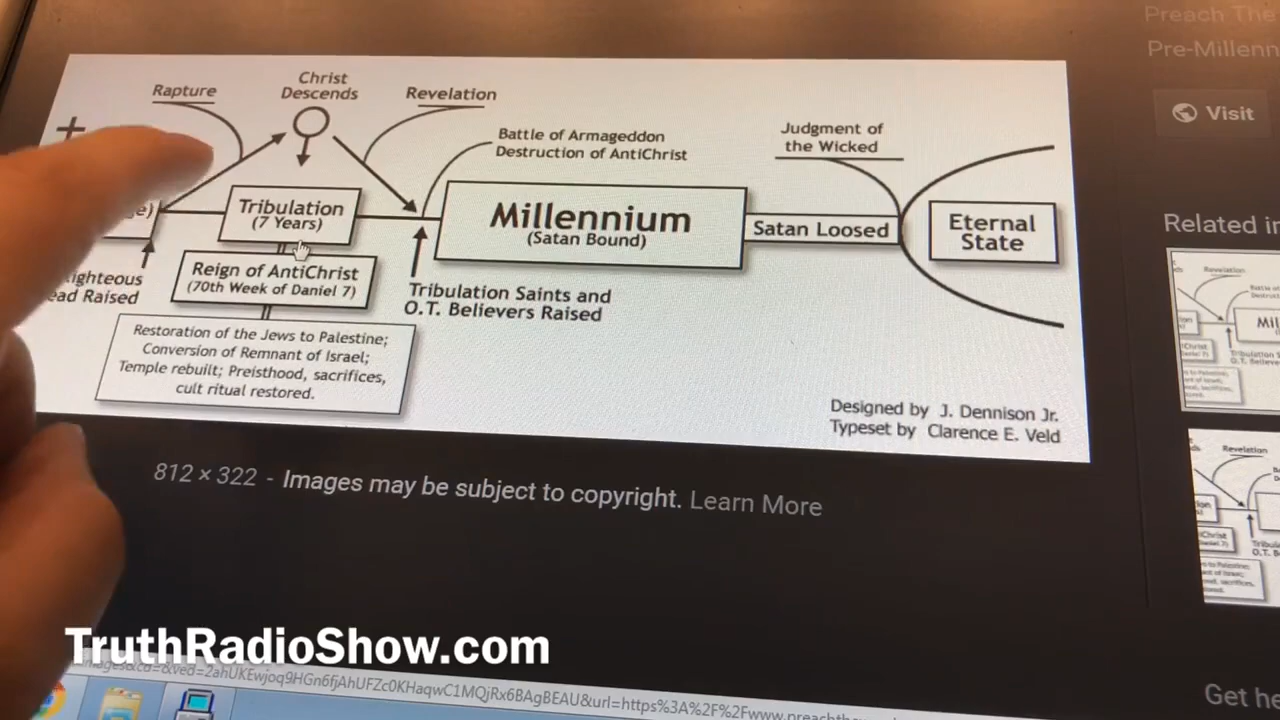 Preach The
Pre-Millenn
Visit
Related in
Rapture
Christ
Descends
Revelation
Battle of Armageddon
Destruction of AntiChrist
Judgment of
the Wicked
Tribulation
(7 Years)
Millennium
(Satan Bound)
Satan Loosed
Eternal
State
Reign of AntiChrist
(70th Week of Daniel 7)
Raised
Tribulation Saints and
O.T. Believers Raised
Restoration of the Jews to Palestine;
Conversion of Remnant of Israel;
Temple rebuilt; Preisthood, sacrifices,
cult ritual restored.
Designed by J. Dennison Jr.
Typeset by Clarence E. Veld
812 × 322 - Images may be subject to copyright. Learn More
TruthRadioShow.com
Revelation
Revelation
Get he